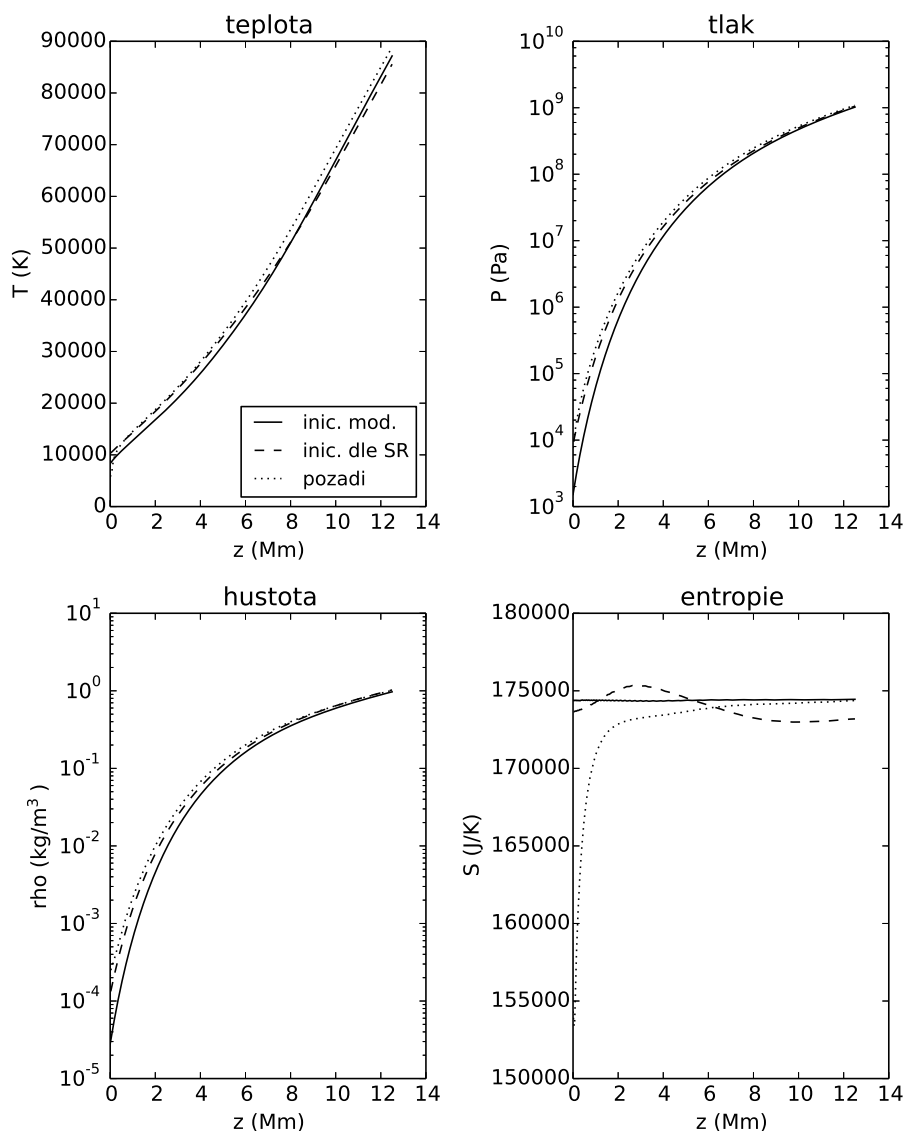 teplota
90000
80000
70000
60000
50000
40000
30000
20000
10000
0
T (K)
inic. mod.
inic. dle SR
pozadi
0 2 4 6 8 10 12 14
z (Mm)
tlak
10^10
10^9
10^8
10^7
10^6
10^5
10^4
10^3
P (Pa)
0 2 4 6 8 10 12 14
z (Mm)
hustota
10^1
10^0
10^-1
10^-2
10^-3
10^-4
10^-5
rho (kg/m^3 )
0 2 4 6 8 10 12 14
z (Mm)
entropie
180000
175000
170000
165000
160000
155000
150000
S (J/K)
0 2 4 6 8 10 12 14
z (Mm)